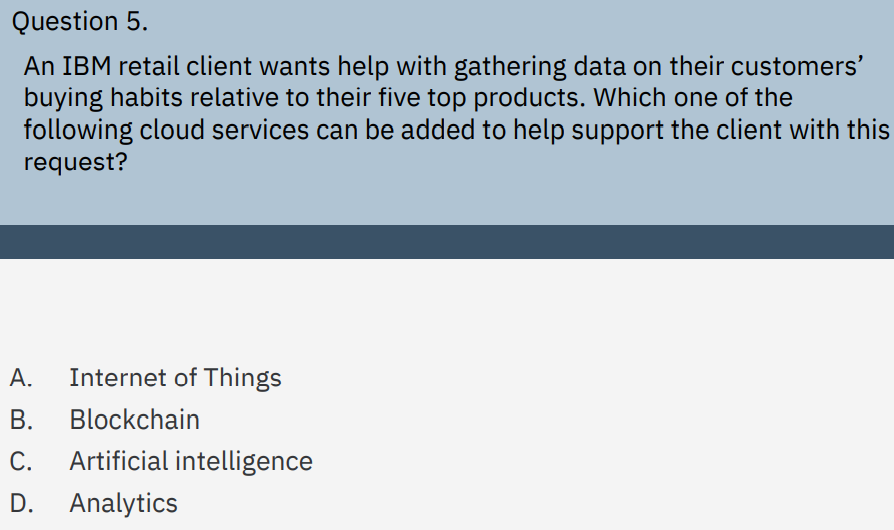 Question 5.
An IBM retail client wants help with gathering data on their customers’
buying habits relative to their five top products. Which one of the
following cloud services can be added to help support the client with this
request?
A. Internet of Things
B. Blockchain
C. Artificial intelligence
D. Analytics